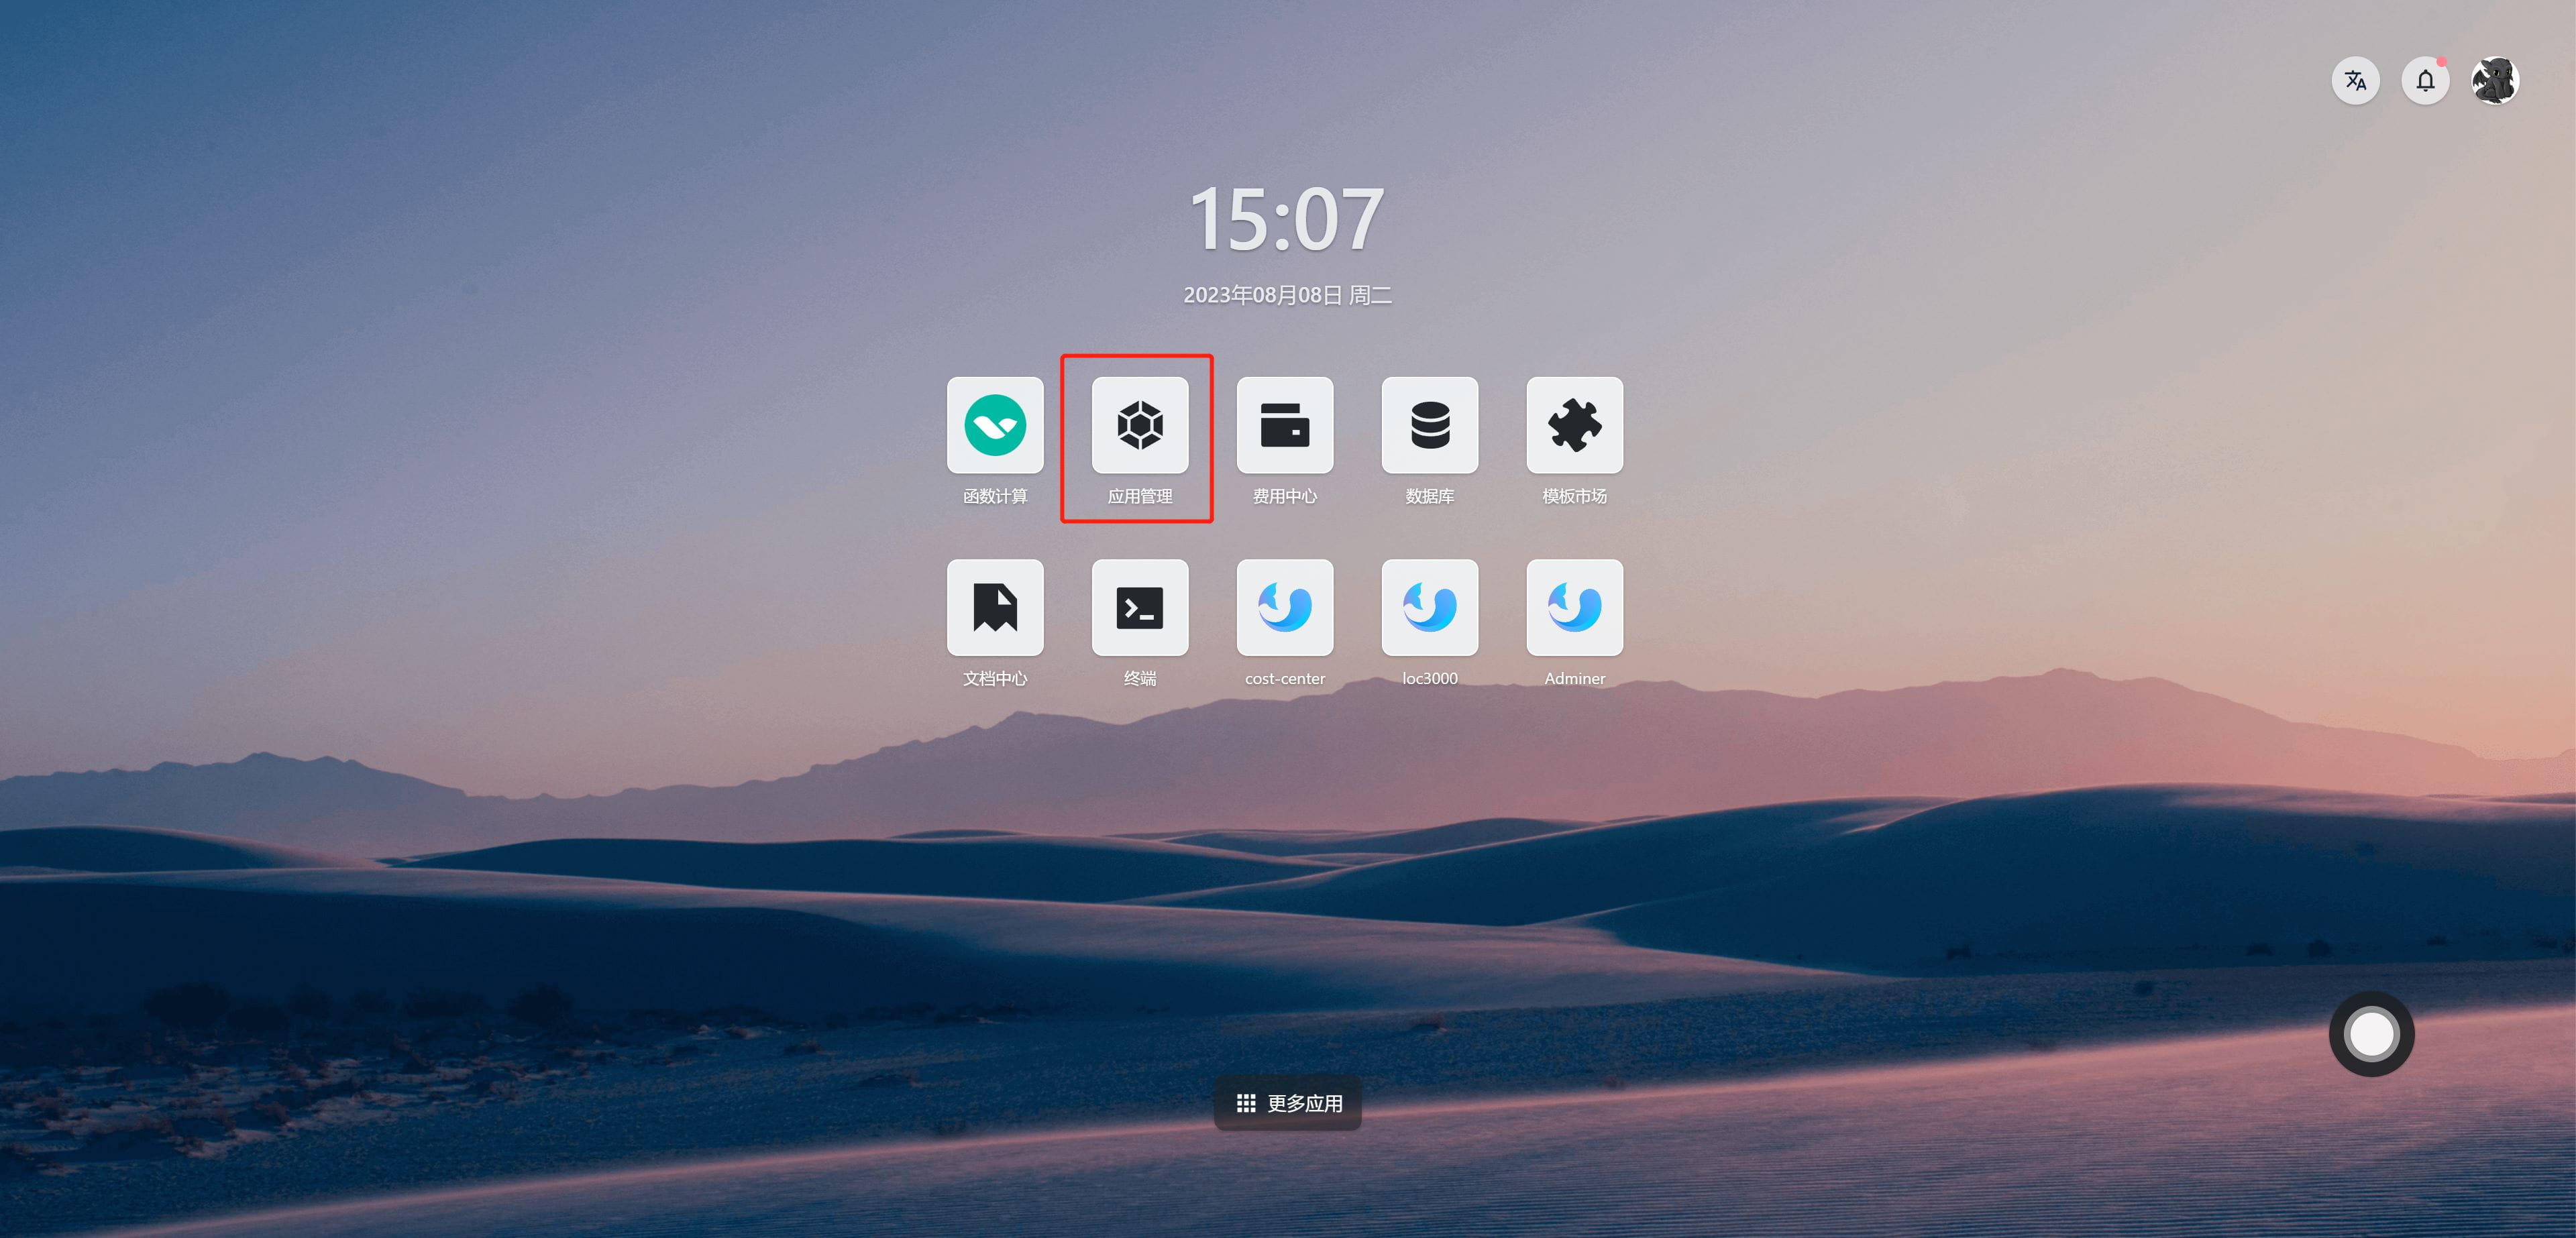 15:07
2023年08月08日 周二
函数计算
应用管理
费用中心
数据库
模板市场
文档中心
终端
cost-center
loc3000
Adminer
更多应用